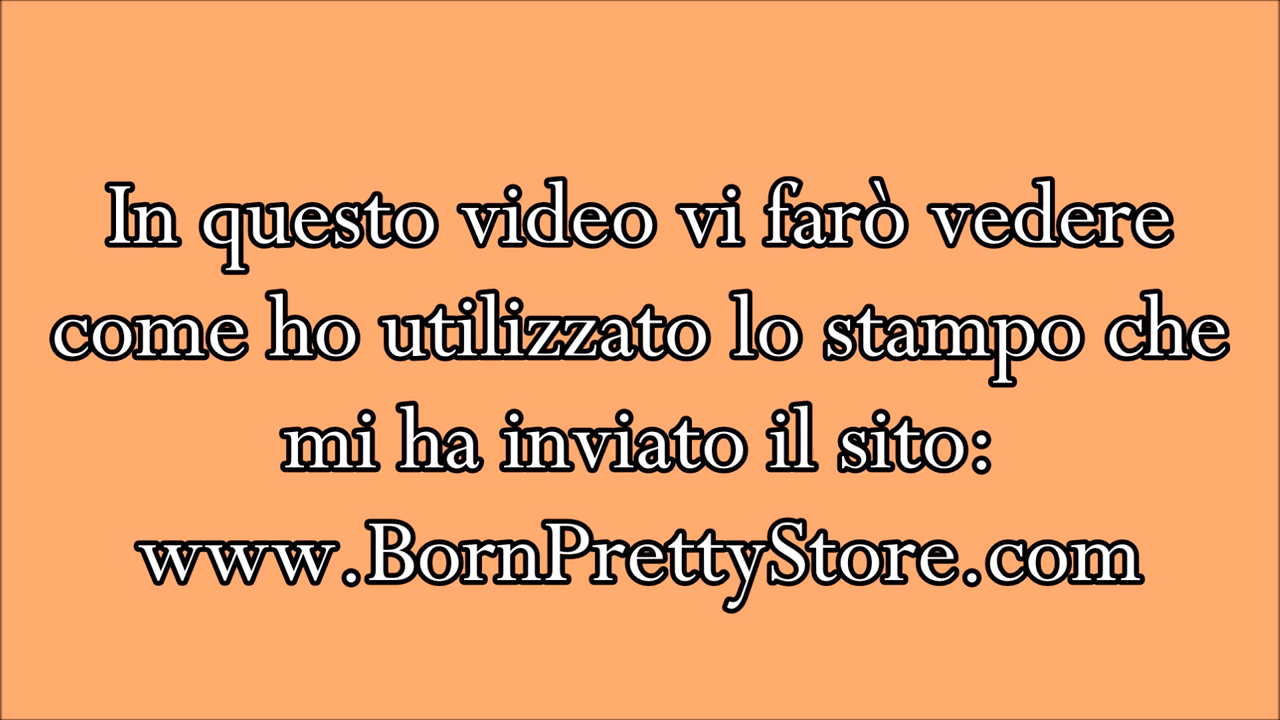 In questo video vi farò vedere
come ho utilizzato lo stampo che
mi ha inviato il sito:
www.BornPrettyStore.com